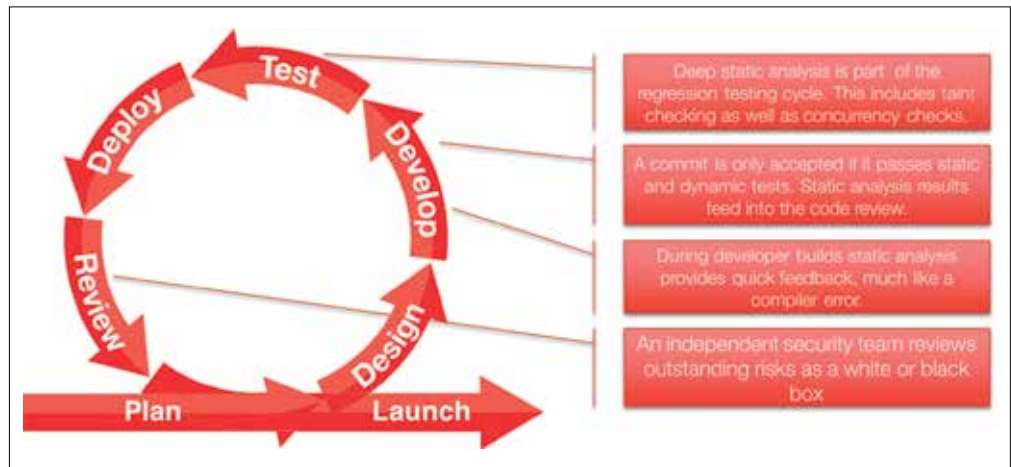 Test
Deploy
Develop
Review
Design
Plan
Launch
Deep static analysis is part of the
regression testing cycle. This includes taint
checking as well as concurrency checks.
A commit is only accepted if it passes static
and dynamic tests. Static analysis results
feed into the code review.
During developer builds static analysis
provides quick feedback, much like a
compiler error.
An independent security team reviews
outstanding risks as a white or black
box